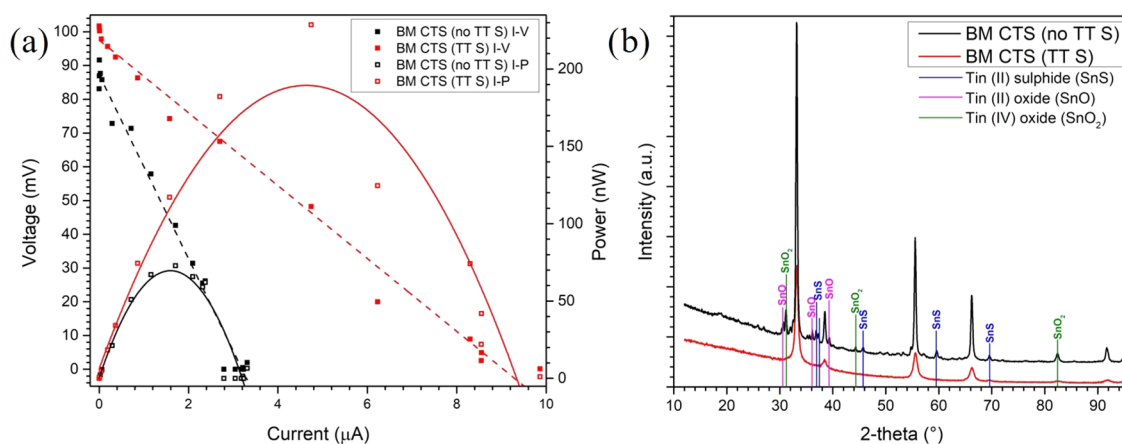 (a)
BM CTS (no TT S) I-V
BM CTS (TT S) I-V
BM CTS (no TT S) I-P
BM CTS (TT S) I-P
Voltage (mV)
100
90
80
70
60
50
40
30
20
10
0
Power (nW)
200
150
100
50
0
0
2
4
6
8
10
Current (μA)
(b)
BM CTS (no TT S)
BM CTS (TT S)
Tin (II) sulphide (SnS)
Tin (II) oxide (SnO)
Tin (IV) oxide (SnO₂)
Intensity (a.u.)
SnO
SnO₂
SnO
SnS
SnO
SnO₂
SnS
SnS
SnS
SnO₂
10
20
30
40
50
60
70
80
90
2-theta (°)